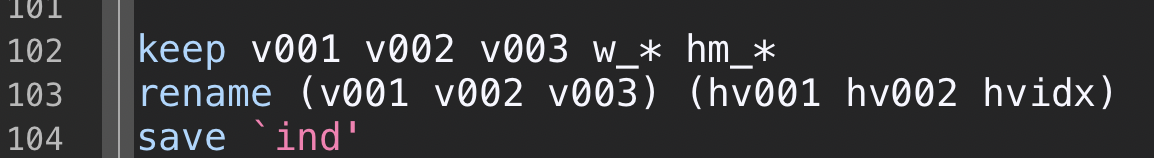 101
102 keep v001 v002 v003 w_* hm_*
103 rename (v001 v002 v003) (hv001 hv002 hvidx)
104 save `ind'